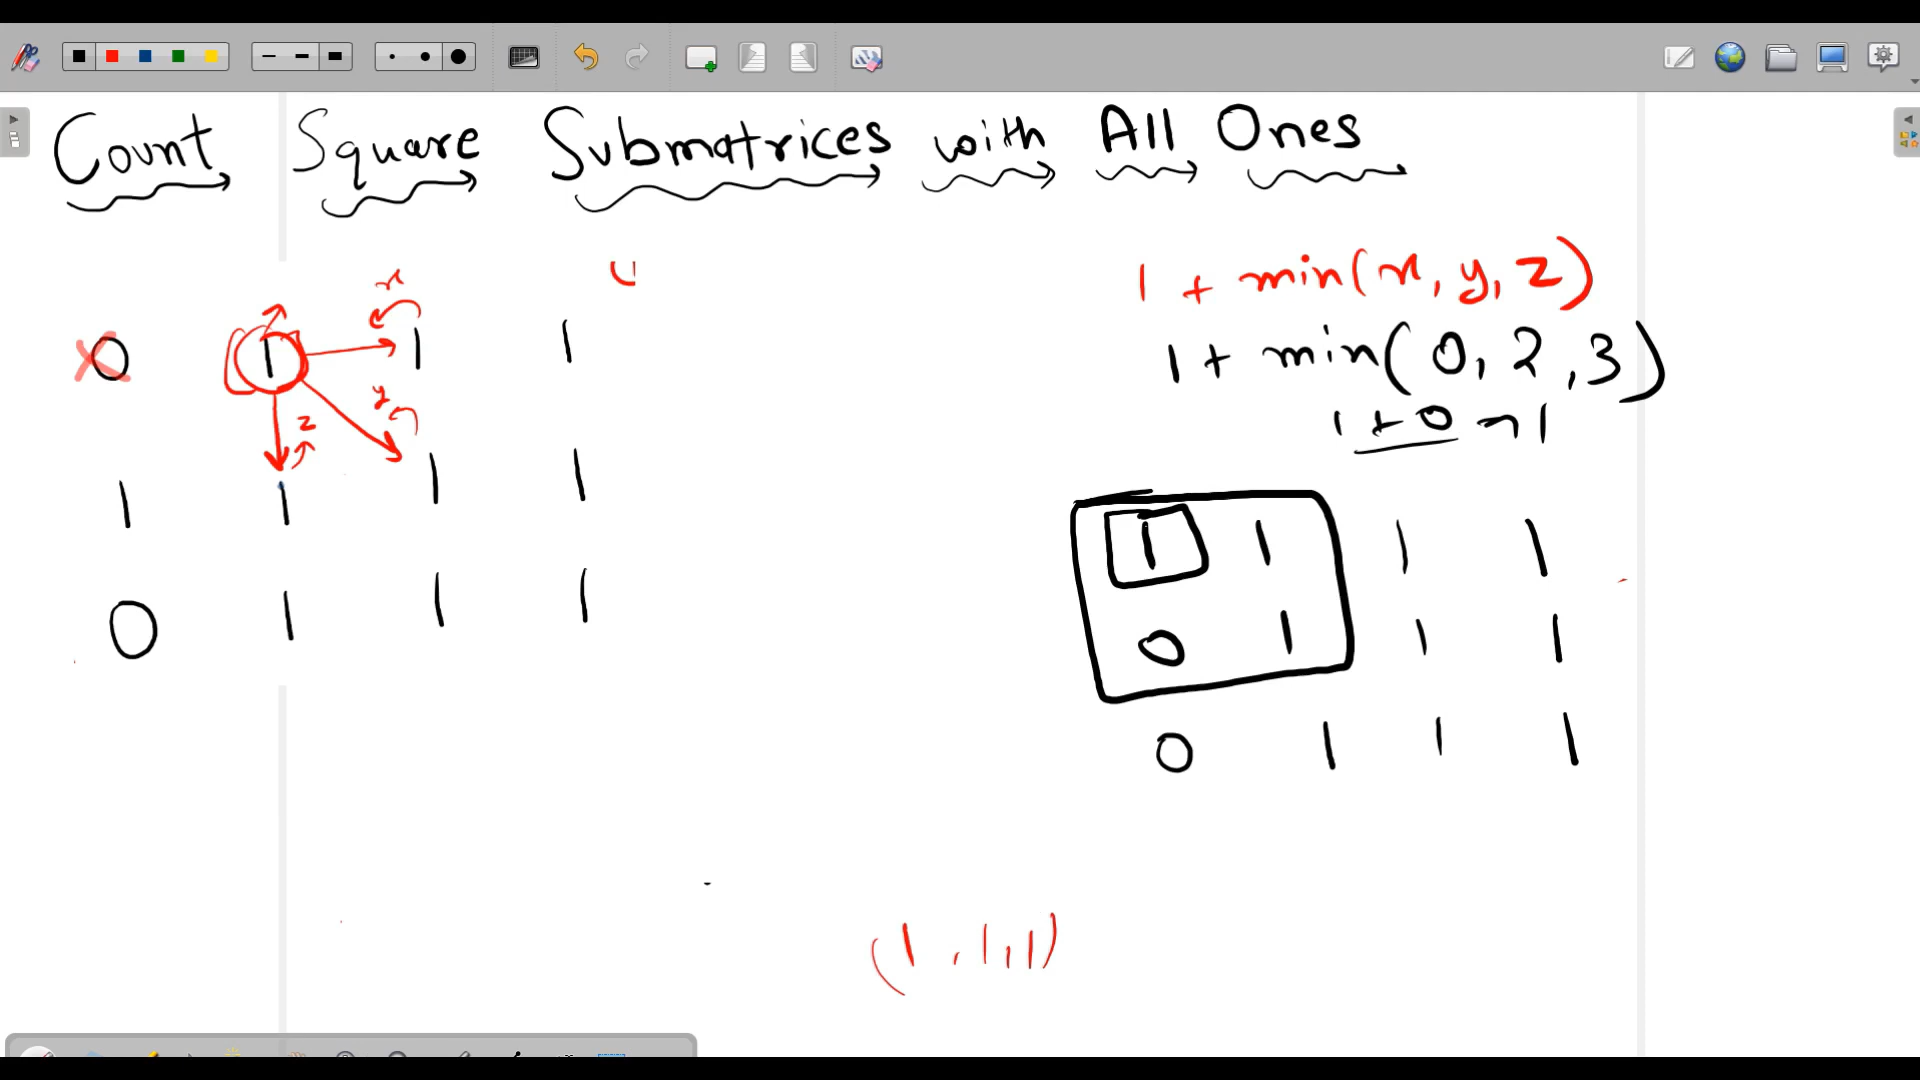 Count Square Submatrices with All Ones
x
1 + min(x, y, z)
0 1 1 1
1 + min(0, 2, 3)
y
z
1 + 0 → 1
1 1 1 1
1 1 1 1
0 1 1 1
0 1 1 1
0 1 1 1
(1, 1, 1)